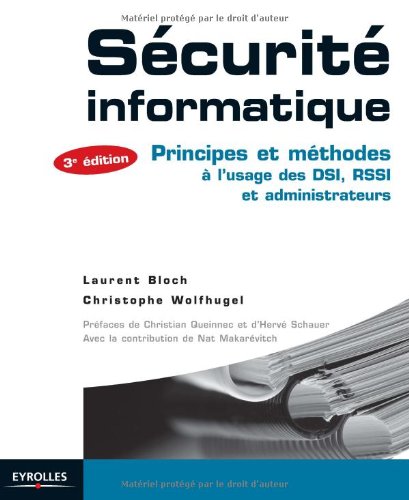 Matériel protégé par le droit d'auteur
Sécurité
informatique
3e édition
Principes et méthodes
à l'usage des DSI, RSSI
et administrateurs
Laurent Bloch
Christophe Wolfhugel
Préfaces de Christian Queinnec et d'Hervé Schauer
Avec la contribution de Nat Makarévitch
EYROLLES
Matériel protégé par le droit d'auteur